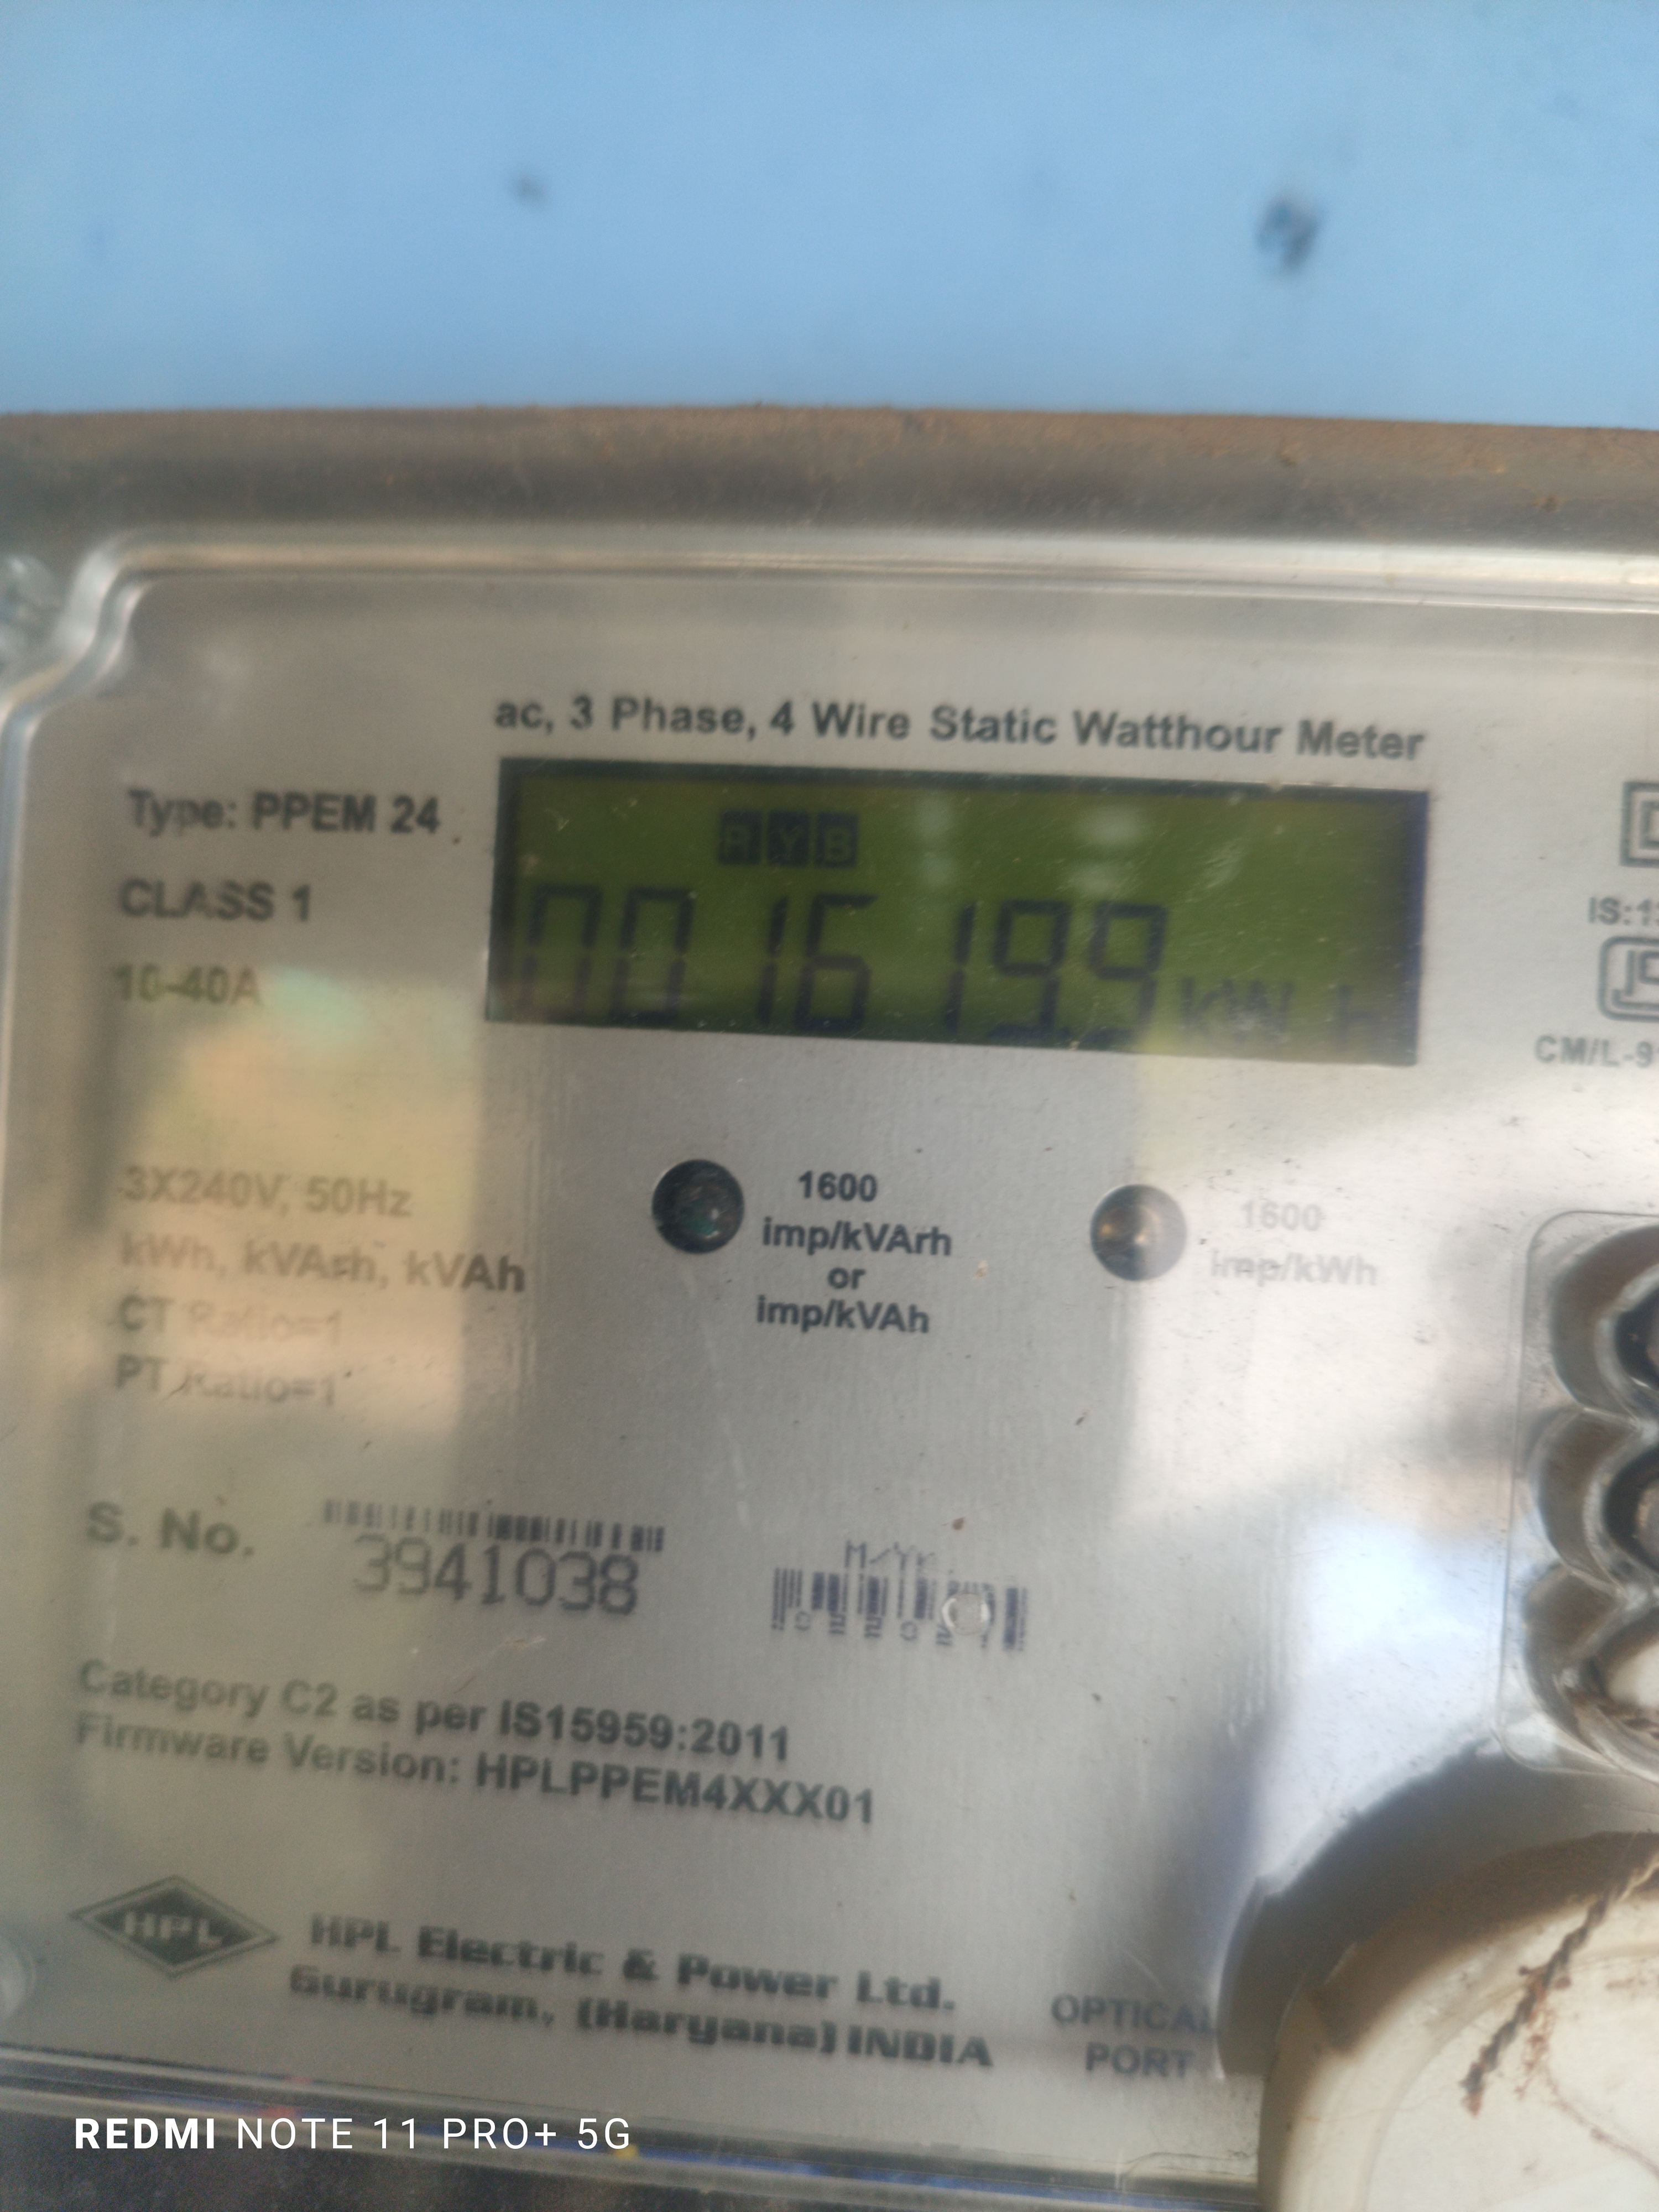 ac, 3 Phase, 4 Wire Static Watthour Meter
Type: PPEM 24
CLASS 1
10-40A
R Y B
0016199 kWh
IS:1
CM/L-9
3X240V, 50Hz
kWh, kVArh, kVAh
CT Ratio=1
PT Ratio=1
1600
imp/kVArh
or
imp/kVAh
1600
imp/kWh
S. No.
3941038
M/YR
Category C2 as per IS15959:2011
Firmware Version: HPLPPEM4XXX01
HPL
HPL Electric & Power Ltd.
Gurugram, (Haryana) INDIA
OPTICAL
PORT
REDMI NOTE 11 PRO+ 5G